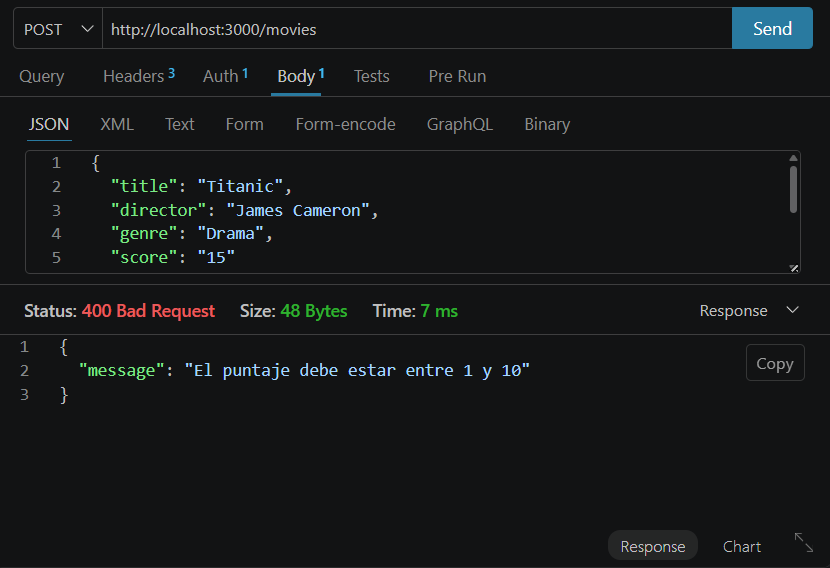 POST http://localhost:3000/movies Send
Query Headers 3 Auth 1 Body 1 Tests Pre Run
JSON XML Text Form Form-encode GraphQL Binary
1 {
2 "title": "Titanic",
3 "director": "James Cameron",
4 "genre": "Drama",
5 "score": "15"
Status: 400 Bad Request Size: 48 Bytes Time: 7 ms Response
1 {
2 "message": "El puntaje debe estar entre 1 y 10"
Copy
3 }
Response Chart